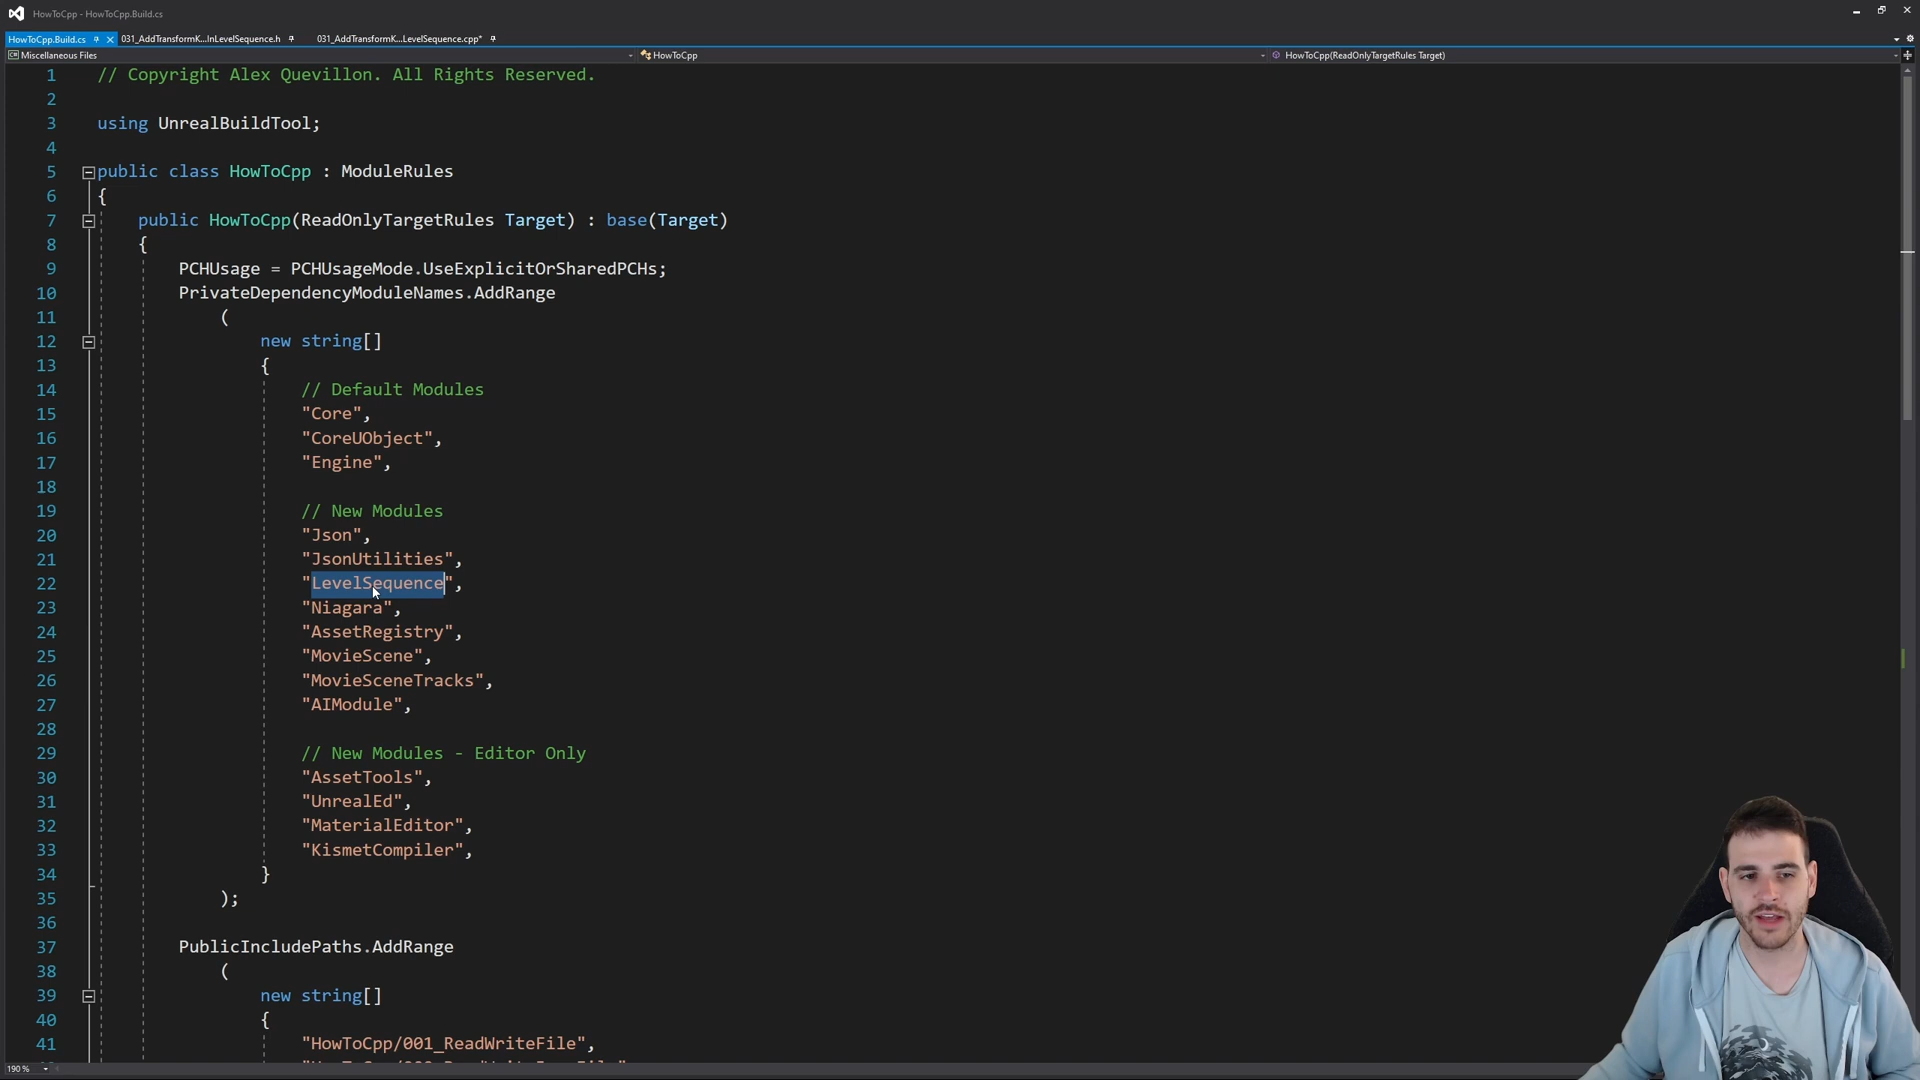 HowToCpp - HowToCpp.Build.cs
HowToCpp.Build.cs
031_AddTransformK...InLevelSequence.h
031_AddTransformK...LevelSequence.cpp*
Miscellaneous Files
HowToCpp
HowToCpp(ReadOnlyTargetRules Target)
1 // Copyright Alex Quevillon. All Rights Reserved.
2
3 using UnrealBuildTool;
4
5 public class HowToCpp : ModuleRules
6 {
7 public HowToCpp(ReadOnlyTargetRules Target) : base(Target)
8 {
9 PCHUsage = PCHUsageMode.UseExplicitOrSharedPCHs;
10 PrivateDependencyModuleNames.AddRange
11 (
12 new string[]
13 {
14 // Default Modules
15 "Core",
16 "CoreUObject",
17 "Engine",
18
19 // New Modules
20 "Json",
21 "JsonUtilities",
22 "LevelSequence",
23 "Niagara",
24 "AssetRegistry",
25 "MovieScene",
26 "MovieSceneTracks",
27 "AIModule",
28
29 // New Modules - Editor Only
30 "AssetTools",
31 "UnrealEd",
32 "MaterialEditor",
33 "KismetCompiler",
34 }
35 );
36
37 PublicIncludePaths.AddRange
38 (
39 new string[]
40 {
41 "HowToCpp/001_ReadWriteFile",
190 %